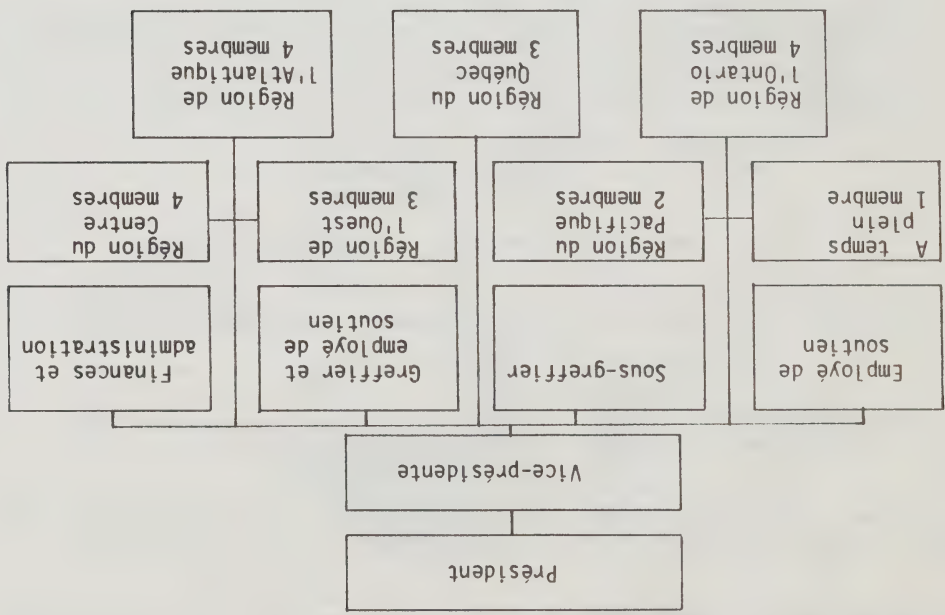 Président
Vice-présidente
Employé de
soutien
Sous-greffier
Greffier et
employé de
soutien
Finances et
administration
A temps
plein
1 membre
Région du
Pacifique
2 membres
Région de
l'Ouest
3 membres
Région du
Centre
4 membres
Région de
l'Ontario
4 membres
Région du
Québec
3 membres
Région de
l'Atlantique
4 membres